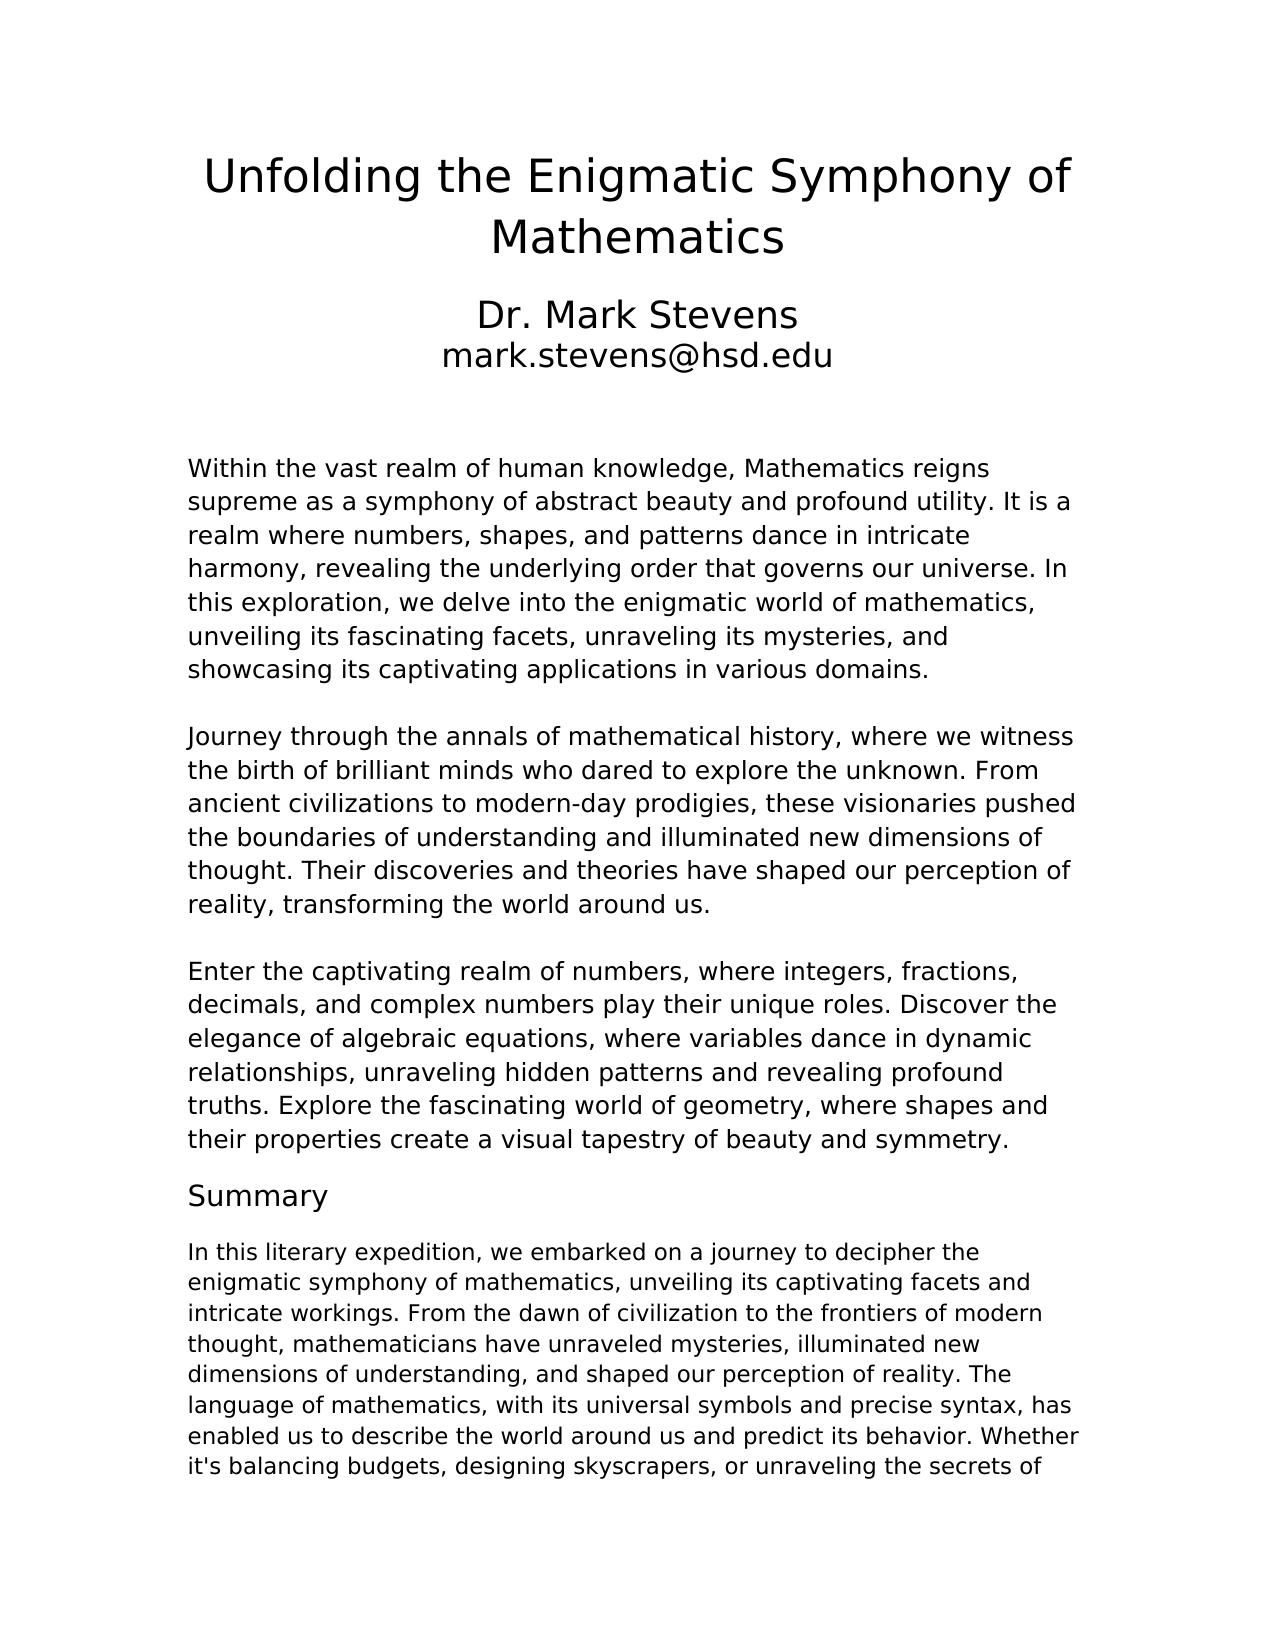 Unfolding the Enigmatic Symphony of
Mathematics
Dr. Mark Stevens
mark.stevens@hsd.edu
Within the vast realm of human knowledge, Mathematics reigns
supreme as a symphony of abstract beauty and profound utility. It is a
realm where numbers, shapes, and patterns dance in intricate
harmony, revealing the underlying order that governs our universe. In
this exploration, we delve into the enigmatic world of mathematics,
unveiling its fascinating facets, unraveling its mysteries, and
showcasing its captivating applications in various domains.
Journey through the annals of mathematical history, where we witness
the birth of brilliant minds who dared to explore the unknown. From
ancient civilizations to modern-day prodigies, these visionaries pushed
the boundaries of understanding and illuminated new dimensions of
thought. Their discoveries and theories have shaped our perception of
reality, transforming the world around us.
Enter the captivating realm of numbers, where integers, fractions,
decimals, and complex numbers play their unique roles. Discover the
elegance of algebraic equations, where variables dance in dynamic
relationships, unraveling hidden patterns and revealing profound
truths. Explore the fascinating world of geometry, where shapes and
their properties create a visual tapestry of beauty and symmetry.
Summary
In this literary expedition, we embarked on a journey to decipher the
enigmatic symphony of mathematics, unveiling its captivating facets and
intricate workings. From the dawn of civilization to the frontiers of modern
thought, mathematicians have unraveled mysteries, illuminated new
dimensions of understanding, and shaped our perception of reality. The
language of mathematics, with its universal symbols and precise syntax, has
enabled us to describe the world around us and predict its behavior. Whether
it's balancing budgets, designing skyscrapers, or unraveling the secrets of